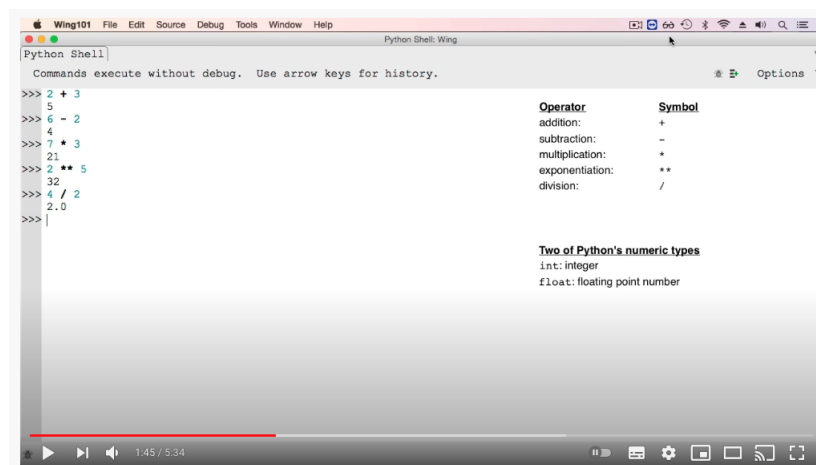 Wing101 File Edit Source Debug Tools Window Help
Python Shell: Wing
Python Shell
Commands execute without debug. Use arrow keys for history.
Options
>>> 2 + 3
5
>>> 6 - 2
4
>>> 7 * 3
21
>>> 2 ** 5
32
>>> 4 / 2
2.0
>>>
Operator Symbol
addition: +
subtraction: -
multiplication: *
exponentiation: **
division: /
Two of Python's numeric types
int: integer
float: floating point number
1:45 / 5:34